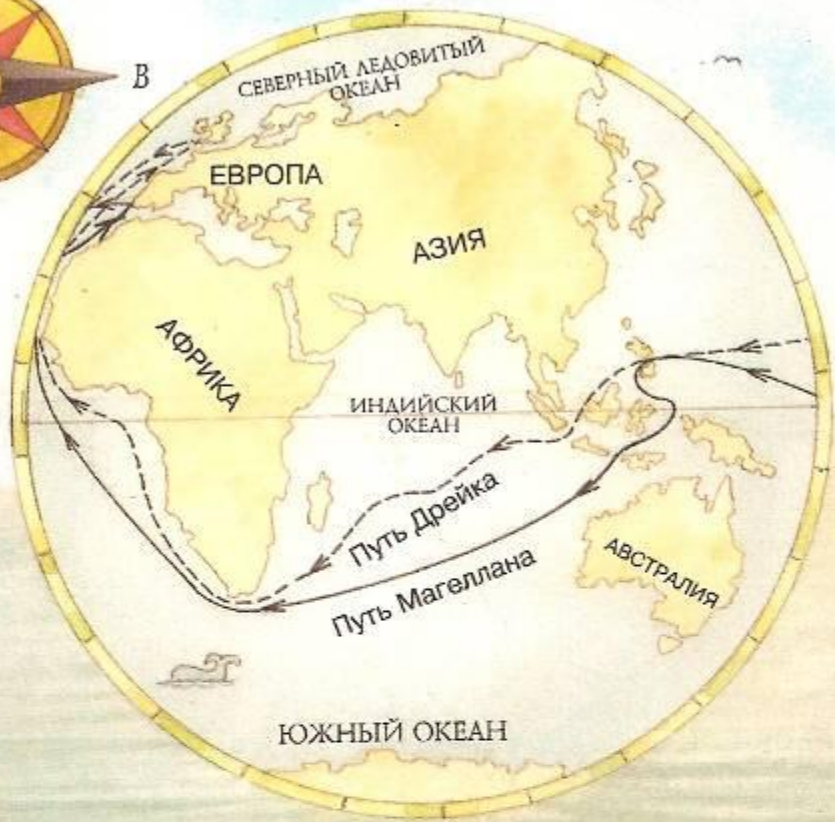 В
СЕВЕРНЫЙ ЛЕДОВИТЫЙ
ОКЕАН
ЕВРОПА
АЗИЯ
АФРИКА
ИНДИЙСКИЙ
ОКЕАН
Путь Дрейка
Путь Магеллана
АВСТРАЛИЯ
ЮЖНЫЙ ОКЕАН